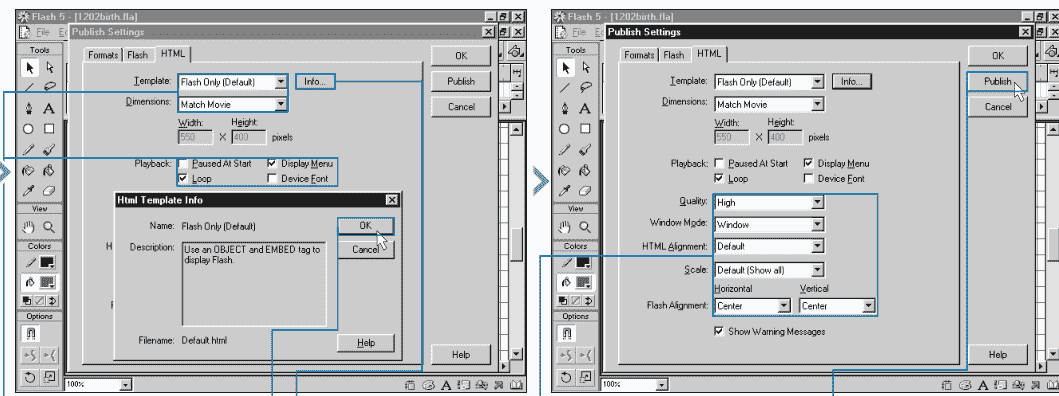 Flash 5 - [1202birth.fla]
File
Publish Settings
Tools
View
Colors
Options
Formats
Flash
HTML
OK
Publish
Cancel
Help
Template:
Flash Only (Default)
Info...
Dimensions:
Match Movie
Width:
Height:
550
X
400
pixels
Playback:
Paused At Start
Display Menu
Loop
Device Font
Html Template Info
Name:
Flash Only (Default)
OK
Description:
Use an OBJECT and EMBED tag to
display Flash.
Cancel
Filename:
Default.html
Help
100%
Flash 5 - [1202birth.fla]
File
Publish Settings
Tools
View
Colors
Options
Formats
Flash
HTML
OK
Publish
Cancel
Help
Template:
Flash Only (Default)
Info...
Dimensions:
Match Movie
Width:
Height:
550
X
400
pixels
Playback:
Paused At Start
Display Menu
Loop
Device Font
Quality:
High
Window Mode:
Window
HTML Alignment:
Default
Scale:
Default (Show all)
Horizontal
Vertical
Flash Alignment:
Center
Center
Show Warning Messages
100%